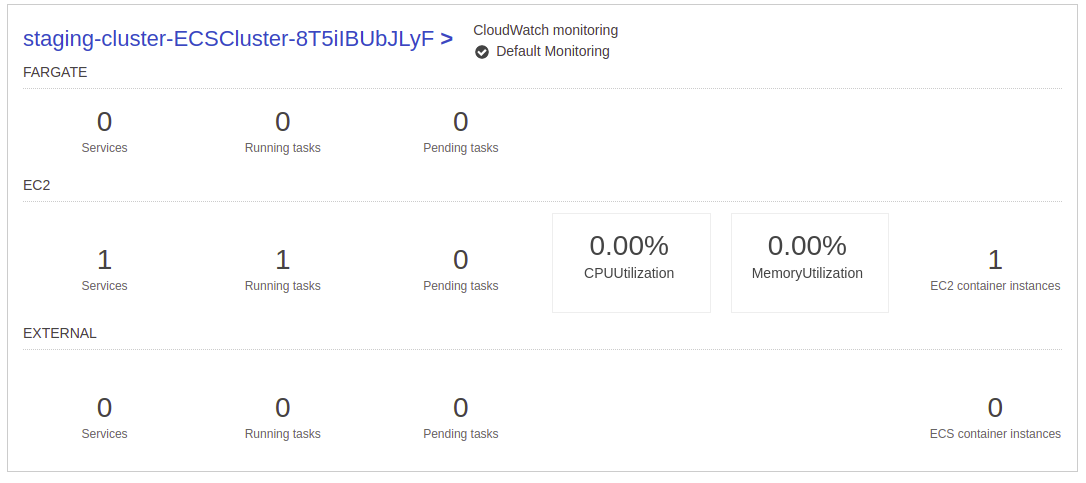 staging-cluster-ECSCluster-8T5iIBUbJLyF >
CloudWatch monitoring
Default Monitoring
FARGATE
0 0 0
Services Running tasks Pending tasks
EC2
1 1 0 0.00% 0.00% 1
Services Running tasks Pending tasks CPUUtilization MemoryUtilization EC2 container instances
EXTERNAL
0 0 0 0
Services Running tasks Pending tasks ECS container instances